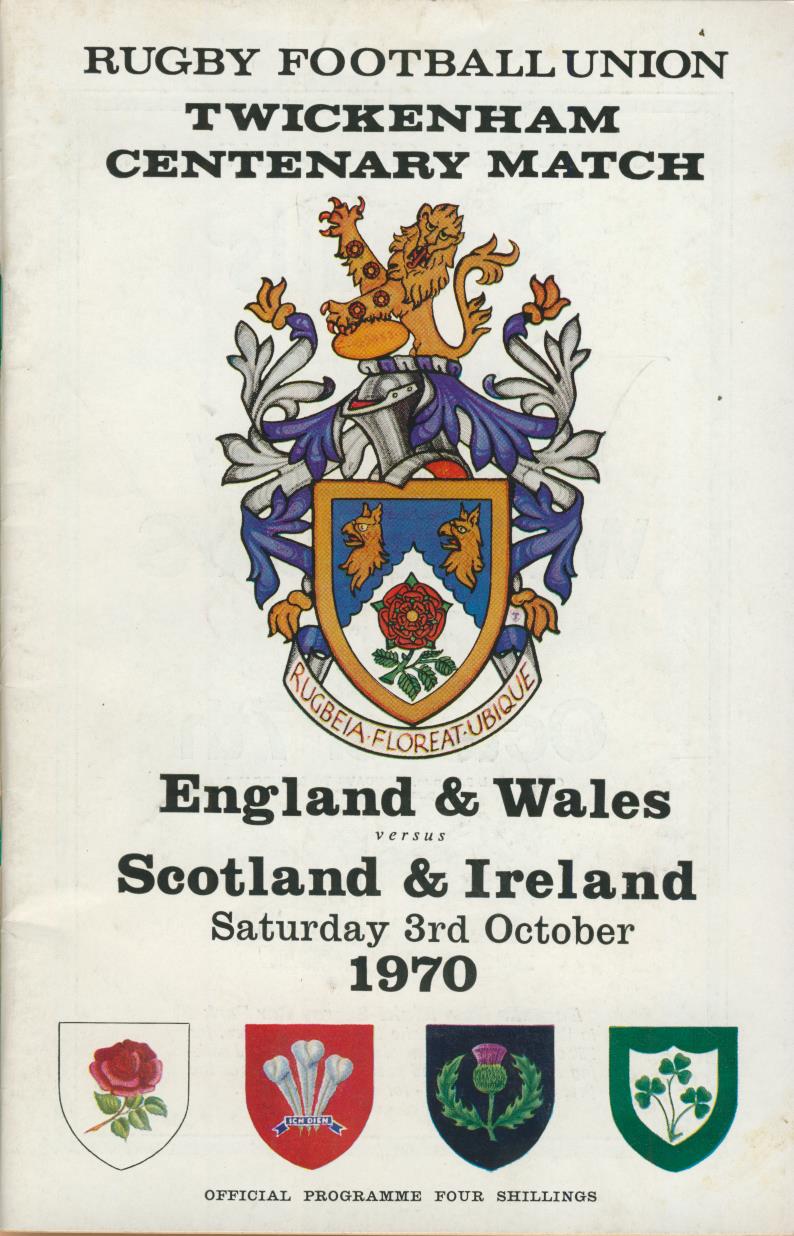 RUGBY FOOTBALL UNION
TWICKENHAM
CENTENARY MATCH
RUGBEIA·FLOREAT·UBIQUE
England & Wales
versus
Scotland & Ireland
Saturday 3rd October
1970
ICH DIEN
OFFICIAL PROGRAMME FOUR SHILLINGS